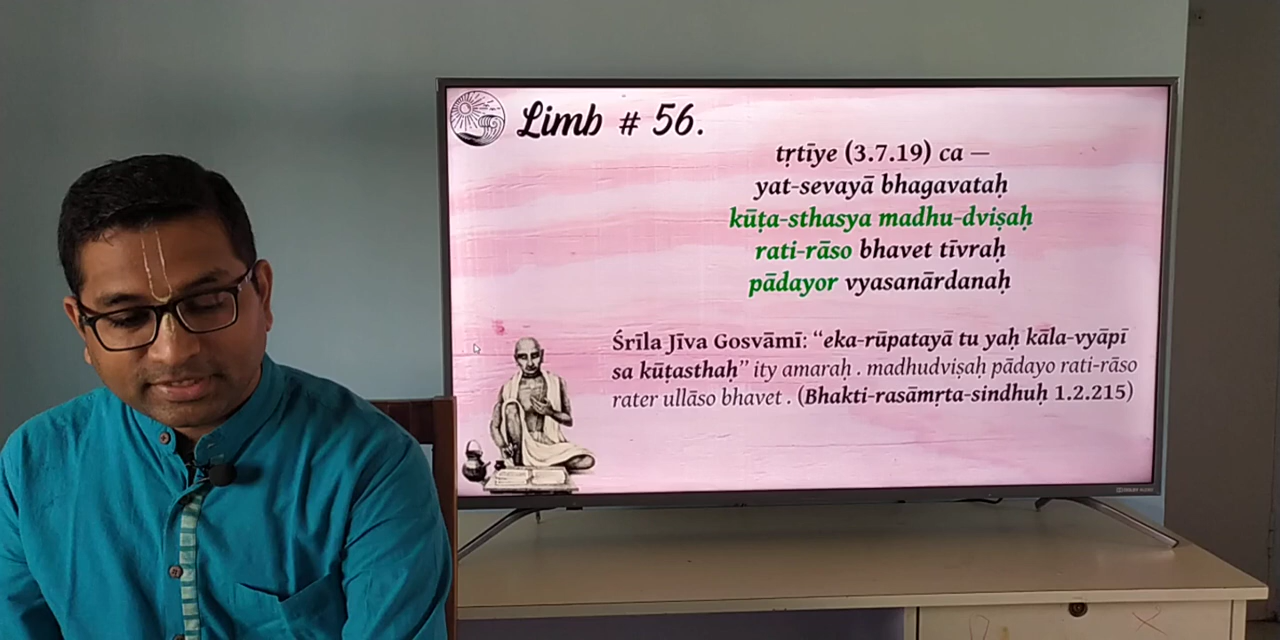 Limb # 56.
tṛtīye (3.7.19) ca —
yat-sevayā bhagavataḥ
kūṭa-sthasya madhu-dviṣaḥ
rati-rāso bhavet tīvraḥ
pādayor vyasanārdanaḥ
Śrīla Jīva Gosvāmī: “eka-rūpatayā tu yaḥ kāla-vyāpī
sa kūṭasthaḥ” ity amaraḥ . madhudviṣaḥ pādayo rati-rāso
rater ullāso bhavet . (Bhakti-rasāmṛta-sindhuḥ 1.2.215)